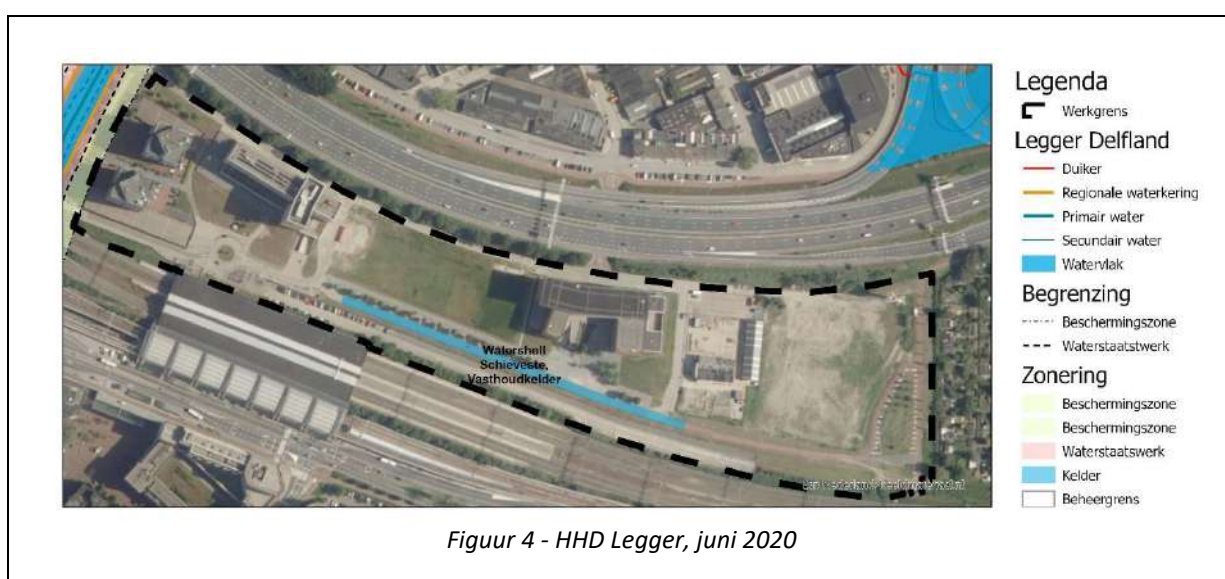 Watershell
Schieveste,
Vasthoudkelder
Legenda
Werkgrens
Legger Delfland
Duiker
Regionale waterkering
Primair water
Secundair water
Watervlak
Begrenzing
Beschermingszone
Waterstaatstwerk
Zonering
Beschermingszone
Beschermingszone
Waterstaatswerk
Kelder
Beheergrens
Figuur 4 - HHD Legger, juni 2020